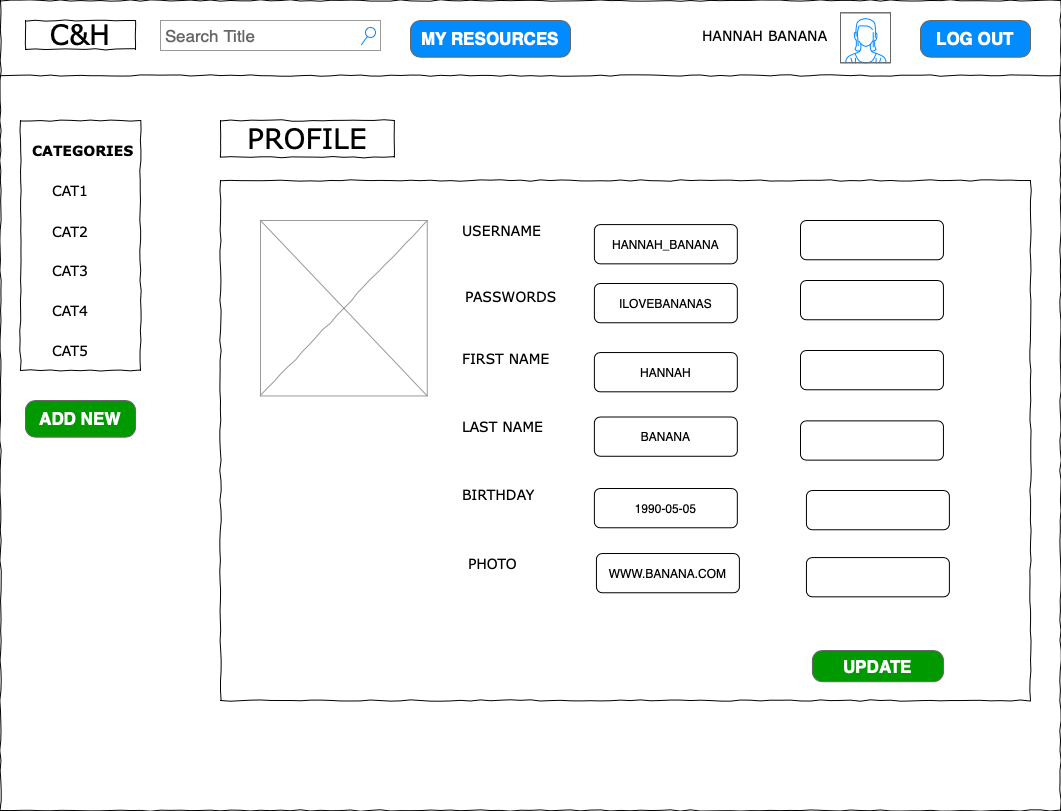 C&H
Search Title
MY RESOURCES
HANNAH BANANA
LOG OUT
CATEGORIES
CAT1
CAT2
CAT3
CAT4
CAT5
ADD NEW
PROFILE
USERNAME HANNAH_BANANA
PASSWORDS ILOVEBANANAS
FIRST NAME HANNAH
LAST NAME BANANA
BIRTHDAY 1990-05-05
PHOTO WWW.BANANA.COM
UPDATE